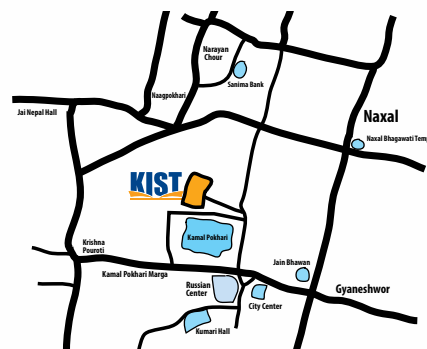 Narayan
Chour
Sanima Bank
Naagpokhari
Jai Nepal Hall
Naxal
Naxal Bhagawati Temp
KIST
Kamal Pokhari
Krishna
Pouroti
Kamal Pokhari Marga
Jain Bhawan
Russian
Center
City Center
Gyaneshwor
Kumari Hall